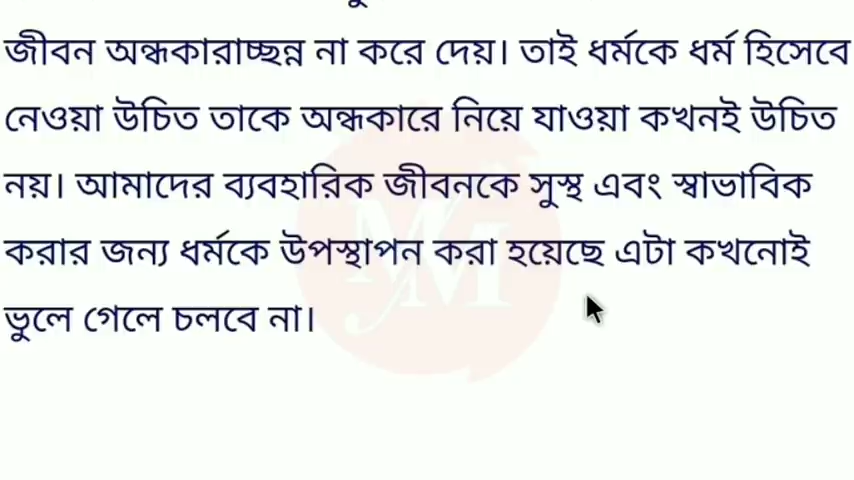 জীবন অন্ধকারাচ্ছন্ন না করে দেয়। তাই ধর্মকে ধর্ম হিসেবে
নেওয়া উচিত তাকে অন্ধকারে নিয়ে যাওয়া কখনই উচিত
নয়। আমাদের ব্যবহারিক জীবনকে সুস্থ এবং স্বাভাবিক
করার জন্য ধর্মকে উপস্থাপন করা হয়েছে এটা কখনোই
ভুলে গেলে চলবে না।